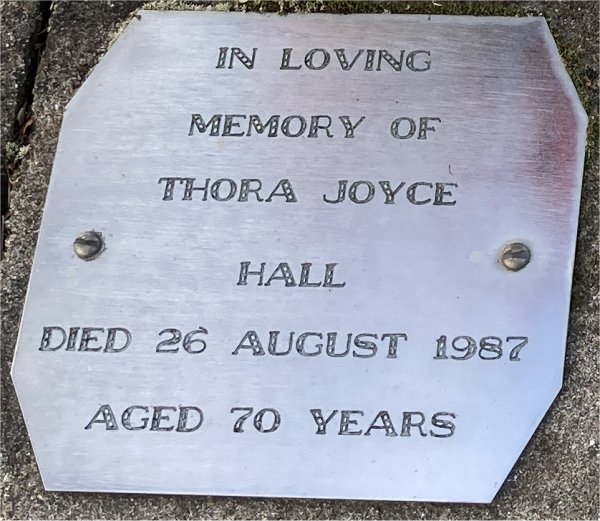 IN LOVING
MEMORY OF
THORA JOYCE
HALL
DIED 26 AUGUST 1987
AGED 70 YEARS